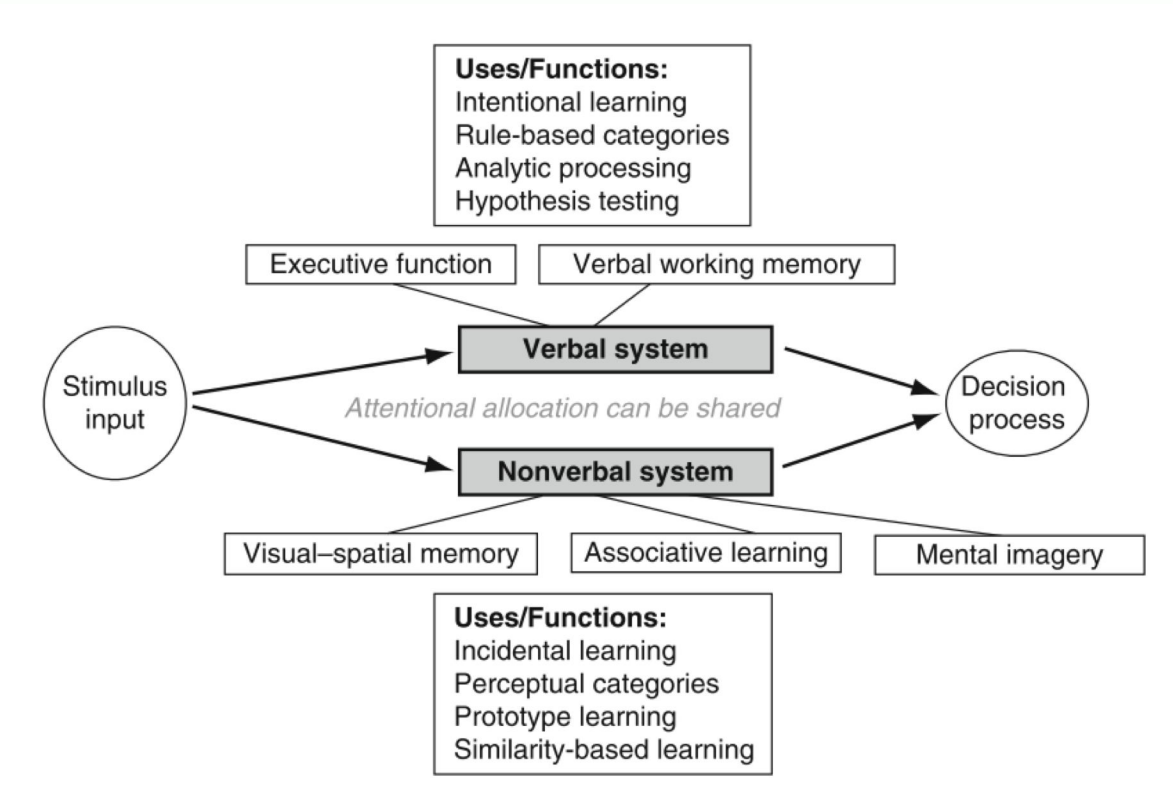 Uses/Functions:
Intentional learning
Rule-based categories
Analytic processing
Hypothesis testing
Executive function
Verbal working memory
Verbal system
Stimulus
input
Attentional allocation can be shared
Decision
process
Nonverbal system
Visual–spatial memory
Associative learning
Mental imagery
Uses/Functions:
Incidental learning
Perceptual categories
Prototype learning
Similarity-based learning